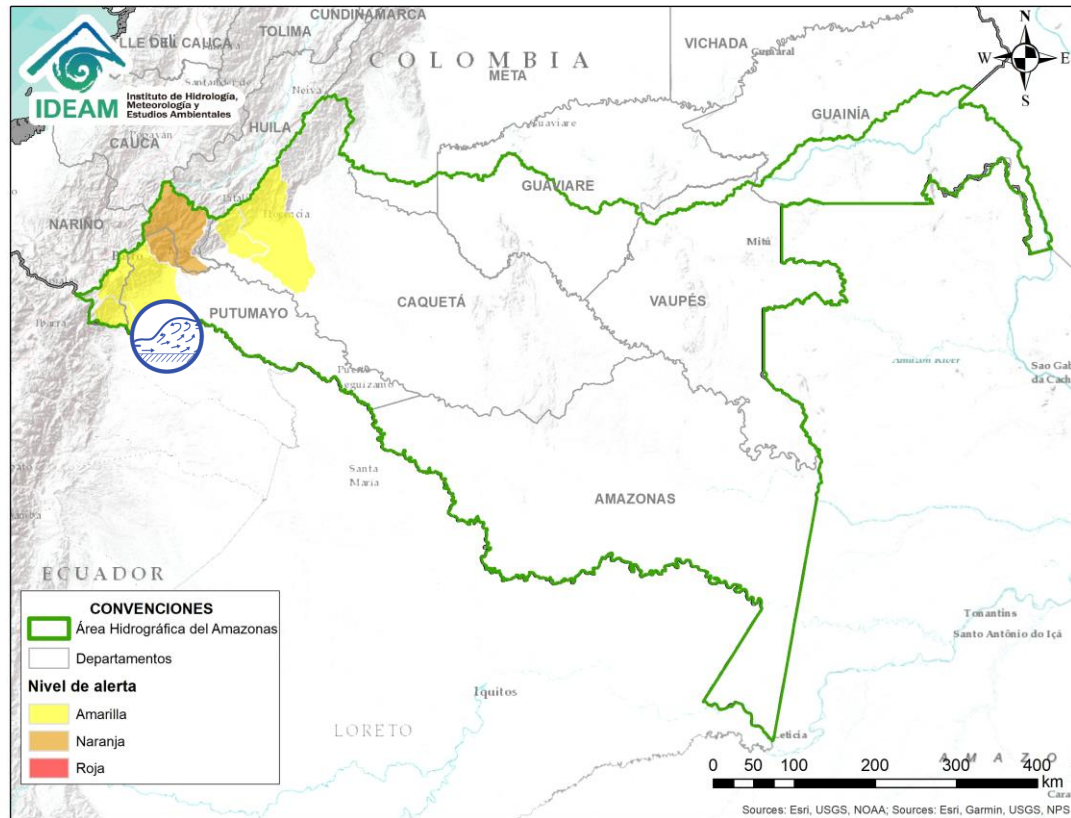 CUNDINAMARCA
TOLIMA
LLE DEL CAUCA
COLOMBIA
VICHADA
META
N
W E
S
IDEAM
Instituto de Hidrología,
Meteorología y
Estudios Ambientales
Neiva
HUILA
CAUCA
GUAINÍA
GUAVIARE
NARIÑO
Mitú
CAQUETÁ
VAUPÉS
PUTUMAYO
Santa
María
AMAZONAS
ECUADOR
Tonantins
Santo Antônio do Içá
Iquitos
LORETO
Leticia
CONVENCIONES
Área Hidrográfica del Amazonas
Departamentos
Nivel de alerta
Amarilla
Naranja
Roja
0 50 100 200 300 400
km
Sources: Esri, USGS, NOAA; Sources: Esri, Garmin, USGS, NPS